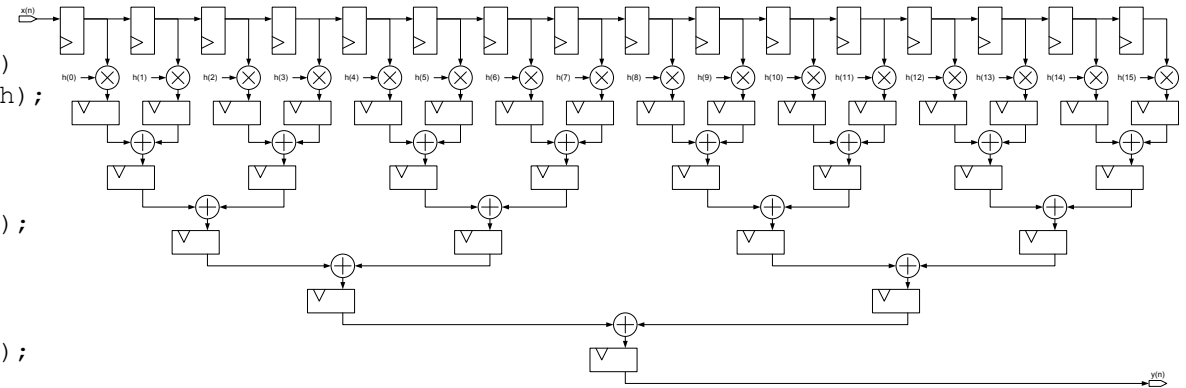 x(n)
)
h(0) h(1) h(2) h(3) h(4) h(5) h(6) h(7) h(8) h(9) h(10) h(11) h(12) h(13) h(14) h(15)
h);
);
);
y(n)